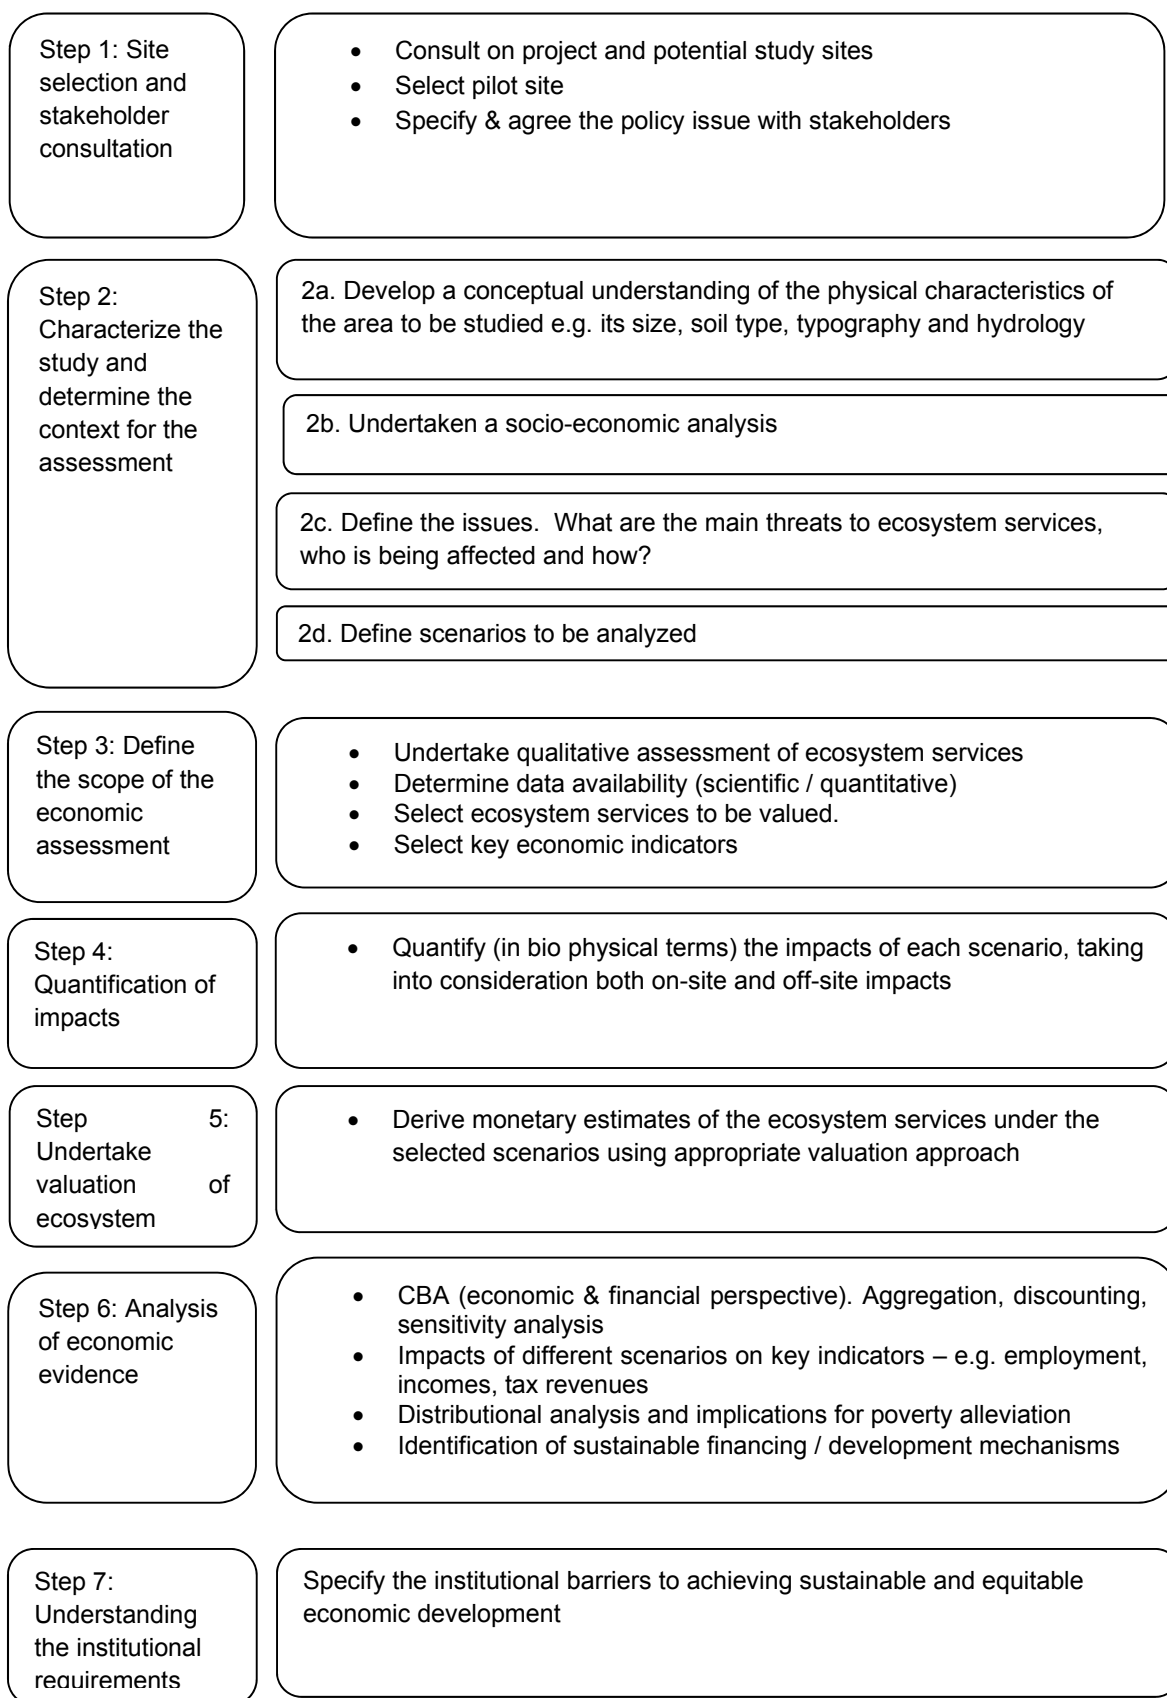 Step 1: Site
selection and
stakeholder
consultation
• Consult on project and potential study sites
• Select pilot site
• Specify & agree the policy issue with stakeholders
Step 2:
Characterize the
study and
determine the
context for the
assessment
2a. Develop a conceptual understanding of the physical characteristics of
the area to be studied e.g. its size, soil type, typography and hydrology
2b. Undertaken a socio-economic analysis
2c. Define the issues. What are the main threats to ecosystem services,
who is being affected and how?
2d. Define scenarios to be analyzed
Step 3: Define
the scope of the
economic
assessment
• Undertake qualitative assessment of ecosystem services
• Determine data availability (scientific / quantitative)
• Select ecosystem services to be valued.
• Select key economic indicators
Step 4:
Quantification of
impacts
• Quantify (in bio physical terms) the impacts of each scenario, taking
into consideration both on-site and off-site impacts
Step 5:
Undertake
valuation of
ecosystem
• Derive monetary estimates of the ecosystem services under the
selected scenarios using appropriate valuation approach
Step 6: Analysis
of economic
evidence
• CBA (economic & financial perspective). Aggregation, discounting,
sensitivity analysis
• Impacts of different scenarios on key indicators – e.g. employment,
incomes, tax revenues
• Distributional analysis and implications for poverty alleviation
• Identification of sustainable financing / development mechanisms
Step 7:
Understanding
the institutional
requirements
Specify the institutional barriers to achieving sustainable and equitable
economic development